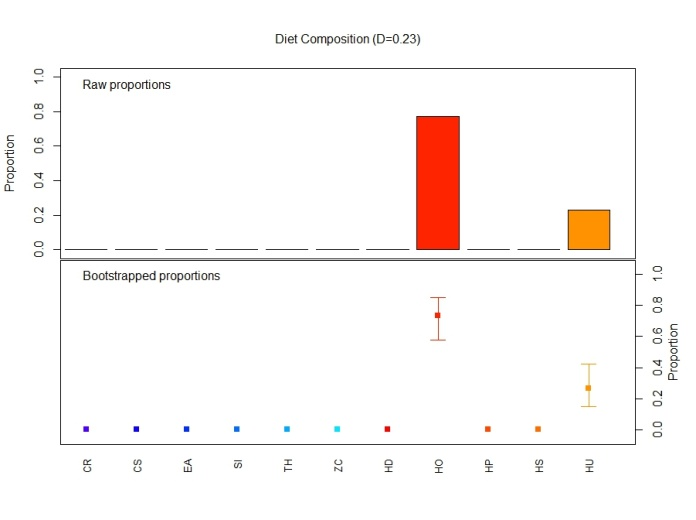 Diet Composition (D=0.23)
Raw proportions
Proportion
1.0
0.8
0.6
0.4
0.2
0.0
Bootstrapped proportions
1.0
0.8
0.6
0.4
0.2
0.0
Proportion
CR CS EA SI TH ZC HD HO HP HS HU